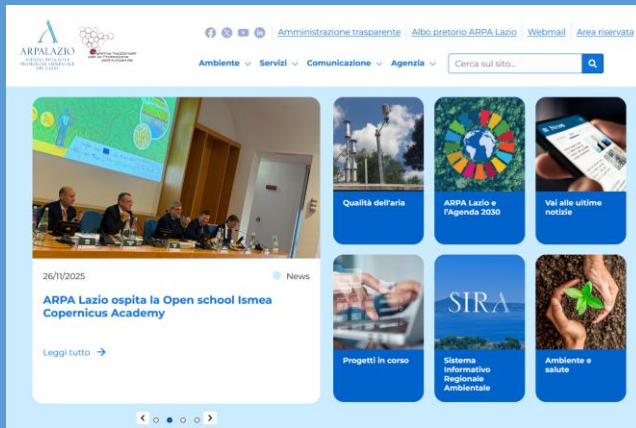 Amministrazione trasparente Albo pretorio ARPA Lazio Webmail Area riservata
ARPALAZIO
Ambiente Servizi Comunicazione Agenzia Cerca sul sito...
Qualità dell'aria
ARPA Lazio e
l'Agenda 2030
Vai alle ultime
notizie
26/11/2025 News
ARPA Lazio ospita la Open school Ismea
Copernicus Academy
Leggi tutto
Progetti in corso
SIRA
Sistema
Informativo
Regionale
Ambientale
Ambiente e
salute